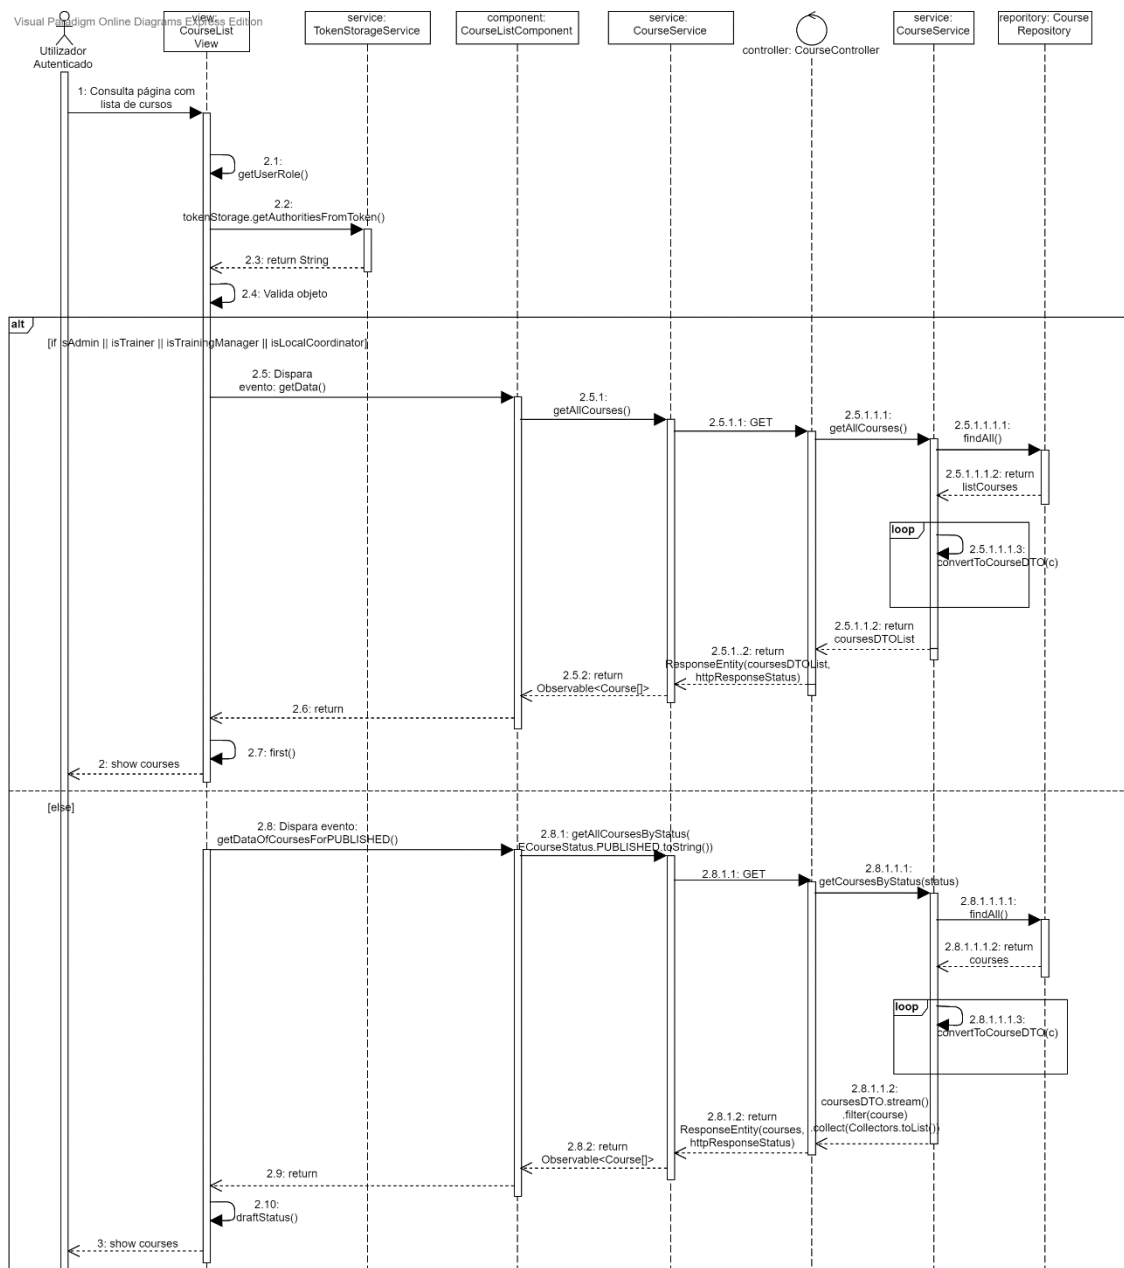 Visual Paradigm Online Diagrams Express Edition
Utilizador
Autenticado
view:
CourseList
View
service:
TokenStorageService
component:
CourseListComponent
service:
CourseService
controller: CourseController
service:
CourseService
reporitory: Course
Repository
1: Consulta página com
lista de cursos
2.1:
getUserRole()
2.2:
tokenStorage.getAuthoritiesFromToken()
2.3: return String
2.4: Valida objeto
alt
[if isAdmin || isTrainer || isTrainingManager || isLocalCoordinator]
2.5: Dispara
evento: getData()
2.5.1:
getAllCourses()
2.5.1.1: GET
2.5.1.1.1:
getAllCourses()
2.5.1.1.1.1:
findAll()
2.5.1.1.1.2: return
listCourses
loop
2.5.1.1.1.3:
convertToCourseDTO(c)
2.5.1.1.2: return
coursesDTOList
2.5.1..2: return
ResponseEntity(coursesDTOList,
httpResponseStatus)
2.5.2: return
Observable<Course[]>
2.6: return
2.7: first()
2: show courses
[else]
2.8: Dispara evento:
getDataOfCoursesForPUBLISHED()
2.8.1: getAllCoursesByStatus(
ECourseStatus.PUBLISHED.toString())
2.8.1.1: GET
2.8.1.1.1:
getCoursesByStatus(status)
2.8.1.1.1.1:
findAll()
2.8.1.1.1.2: return
courses
loop
2.8.1.1.1.3:
convertToCourseDTO(c)
2.8.1.1.2:
coursesDTO.stream()
.filter(course)
.collect(Collectors.toList())
2.8.1.2: return
ResponseEntity(courses,
httpResponseStatus)
2.8.2: return
Observable<Course[]>
2.9: return
2.10:
draftStatus()
3: show courses